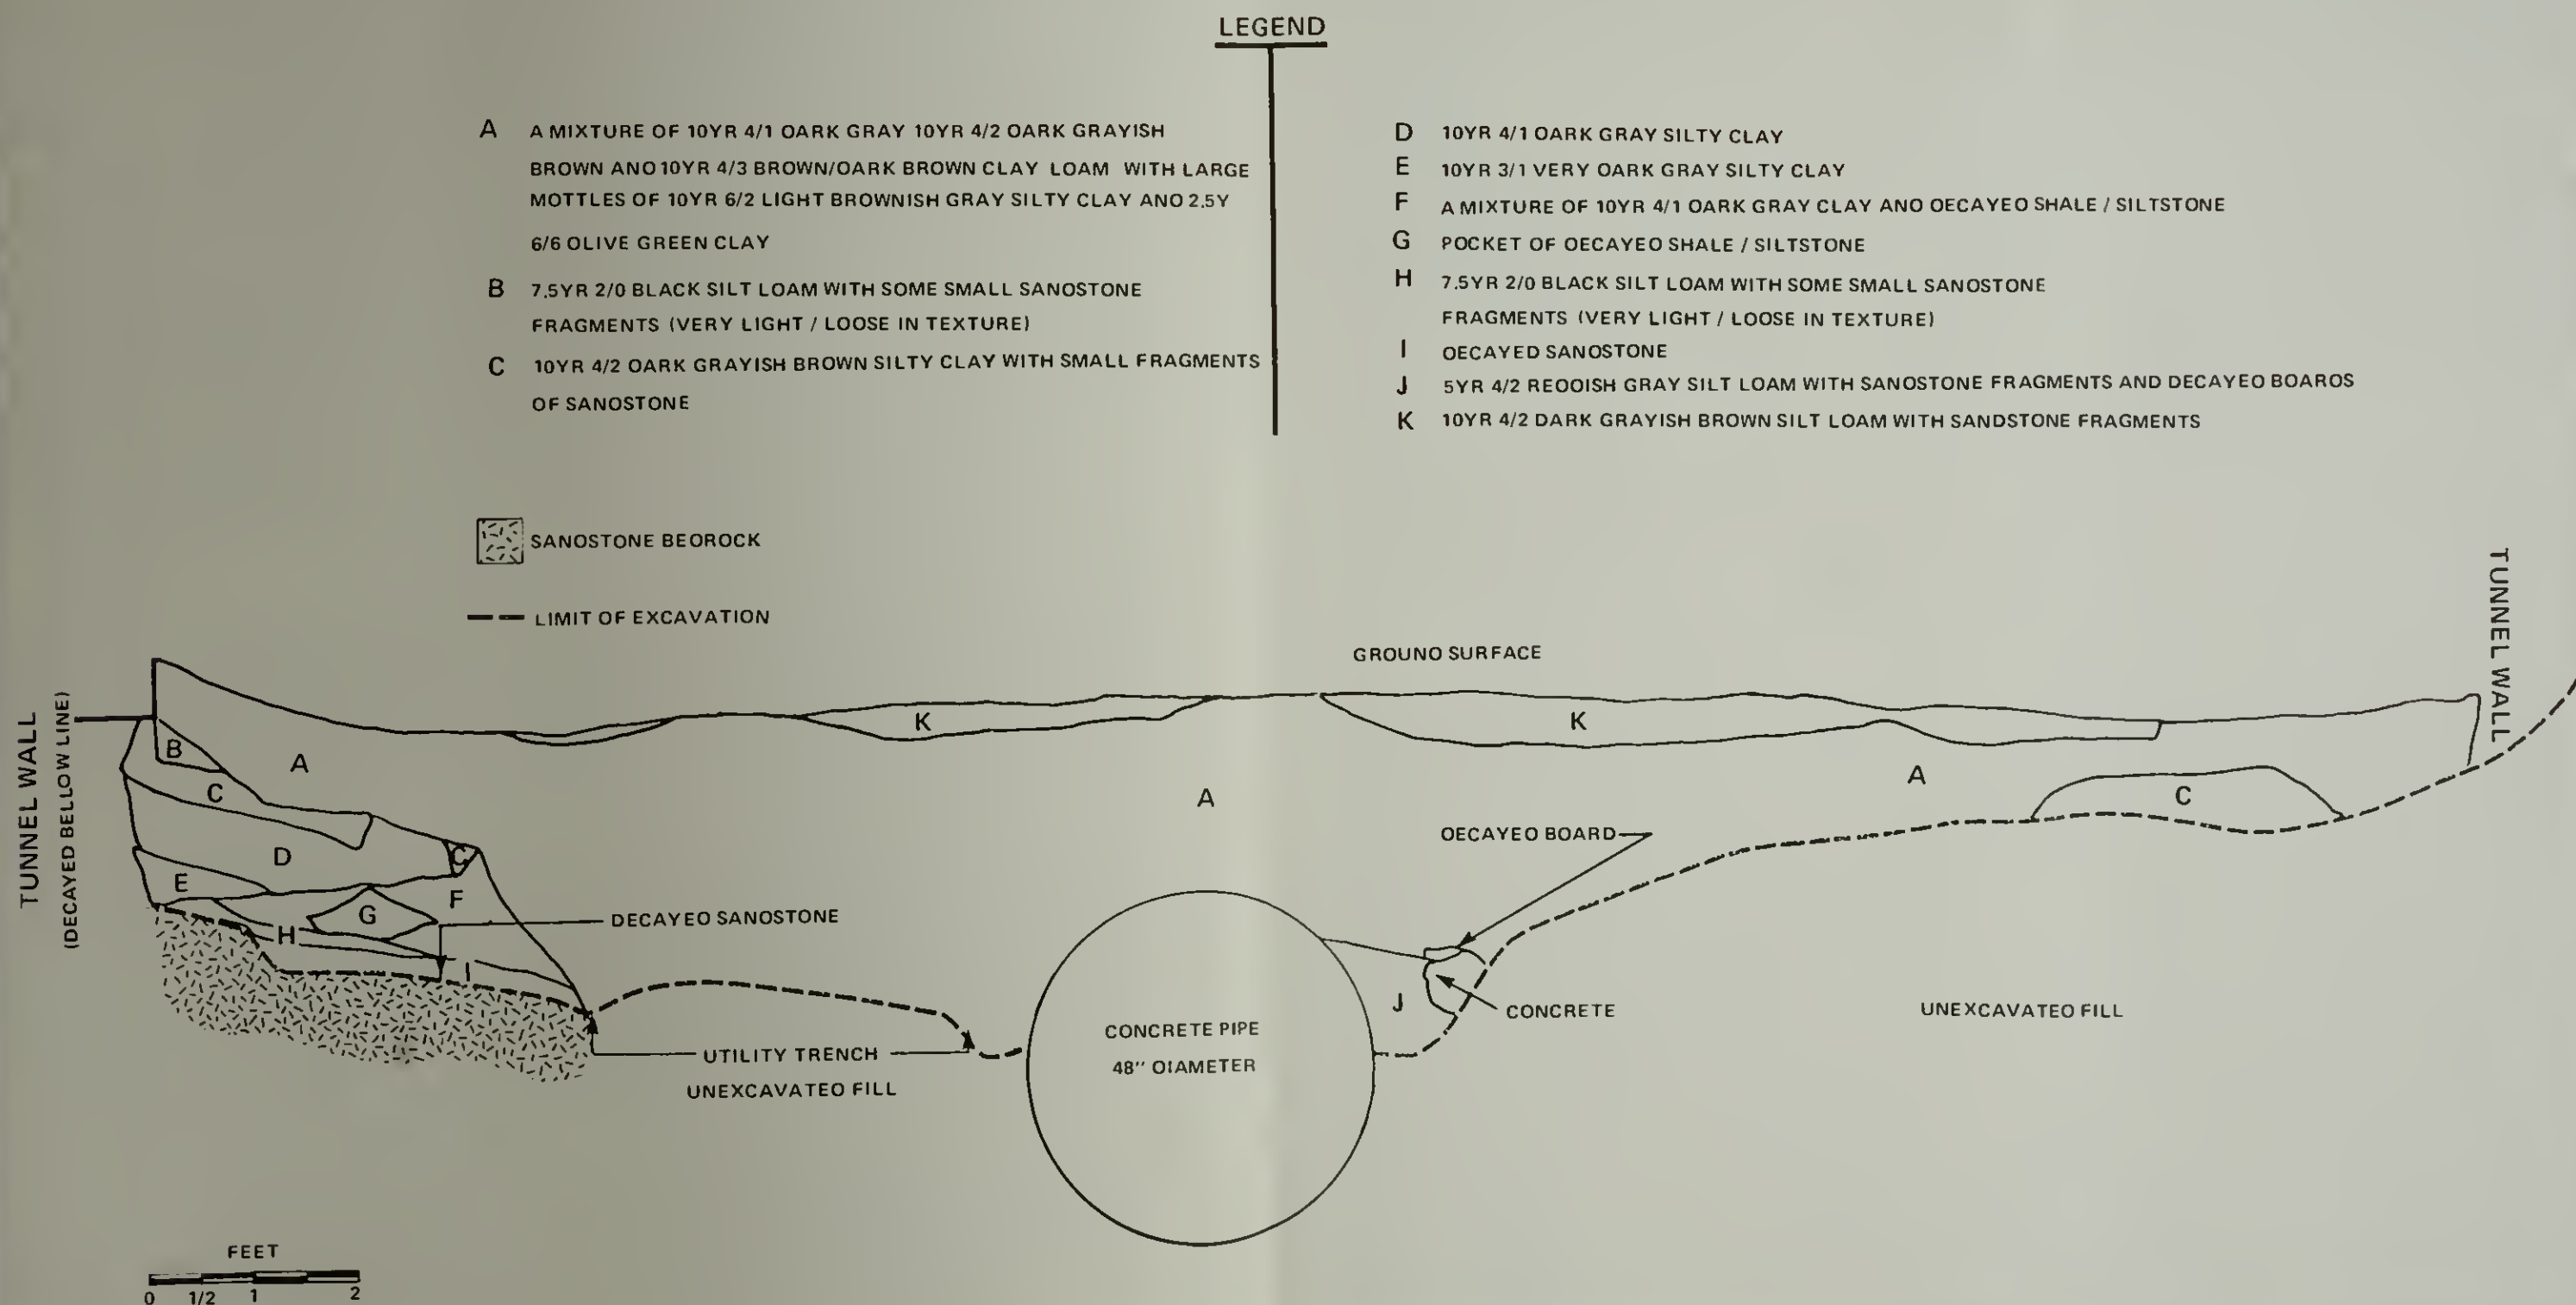 LEGEND
A A MIXTURE OF 10YR 4/1 OARK GRAY 10YR 4/2 OARK GRAYISH
BROWN ANO 10YR 4/3 BROWN/OARK BROWN CLAY LOAM WITH LARGE
MOTTLES OF 10YR 6/2 LIGHT BROWNISH GRAY SILTY CLAY ANO 2.5Y
6/6 OLIVE GREEN CLAY
B 7.5YR 2/0 BLACK SILT LOAM WITH SOME SMALL SANOSTONE
FRAGMENTS (VERY LIGHT / LOOSE IN TEXTURE)
C 10YR 4/2 OARK GRAYISH BROWN SILTY CLAY WITH SMALL FRAGMENTS
OF SANOSTONE
D 10YR 4/1 OARK GRAY SILTY CLAY
E 10YR 3/1 VERY OARK GRAY SILTY CLAY
F A MIXTURE OF 10YR 4/1 OARK GRAY CLAY ANO OECAYEO SHALE / SILTSTONE
G POCKET OF OECAYEO SHALE / SILTSTONE
H 7.5YR 2/0 BLACK SILT LOAM WITH SOME SMALL SANOSTONE
FRAGMENTS (VERY LIGHT / LOOSE IN TEXTURE)
I OECAYED SANOSTONE
J 5YR 4/2 REOOISH GRAY SILT LOAM WITH SANOSTONE FRAGMENTS AND DECAYEO BOAROS
K 10YR 4/2 DARK GRAYISH BROWN SILT LOAM WITH SANDSTONE FRAGMENTS
SANOSTONE BEOROCK
LIMIT OF EXCAVATION
GROUNO SURFACE
TUNNEL WALL
(DECAYED BELLOW LINE)
TUNNEL WALL
K
K
B
A
A
A
C
C
D
C
E
F
G
H
I
J
OECAYEO BOARD
DECAYEO SANOSTONE
CONCRETE
UNEXCAVATEO FILL
CONCRETE PIPE
48" OIAMETER
UTILITY TRENCH
UNEXCAVATEO FILL
FEET
0 1/2 1 2